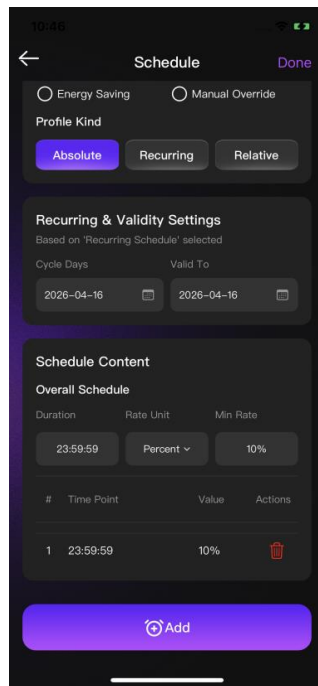 10:46
Schedule
Done
Energy Saving
Manual Override
Profile Kind
Absolute
Recurring
Relative
Recurring & Validity Settings
Based on 'Recurring Schedule' selected
Cycle Days
Valid To
2026-04-16
2026-04-16
Schedule Content
Overall Schedule
Duration
Rate Unit
Min Rate
23:59:59
Percent
10%
# Time Point Value Actions
1 23:59:59 10%
Add